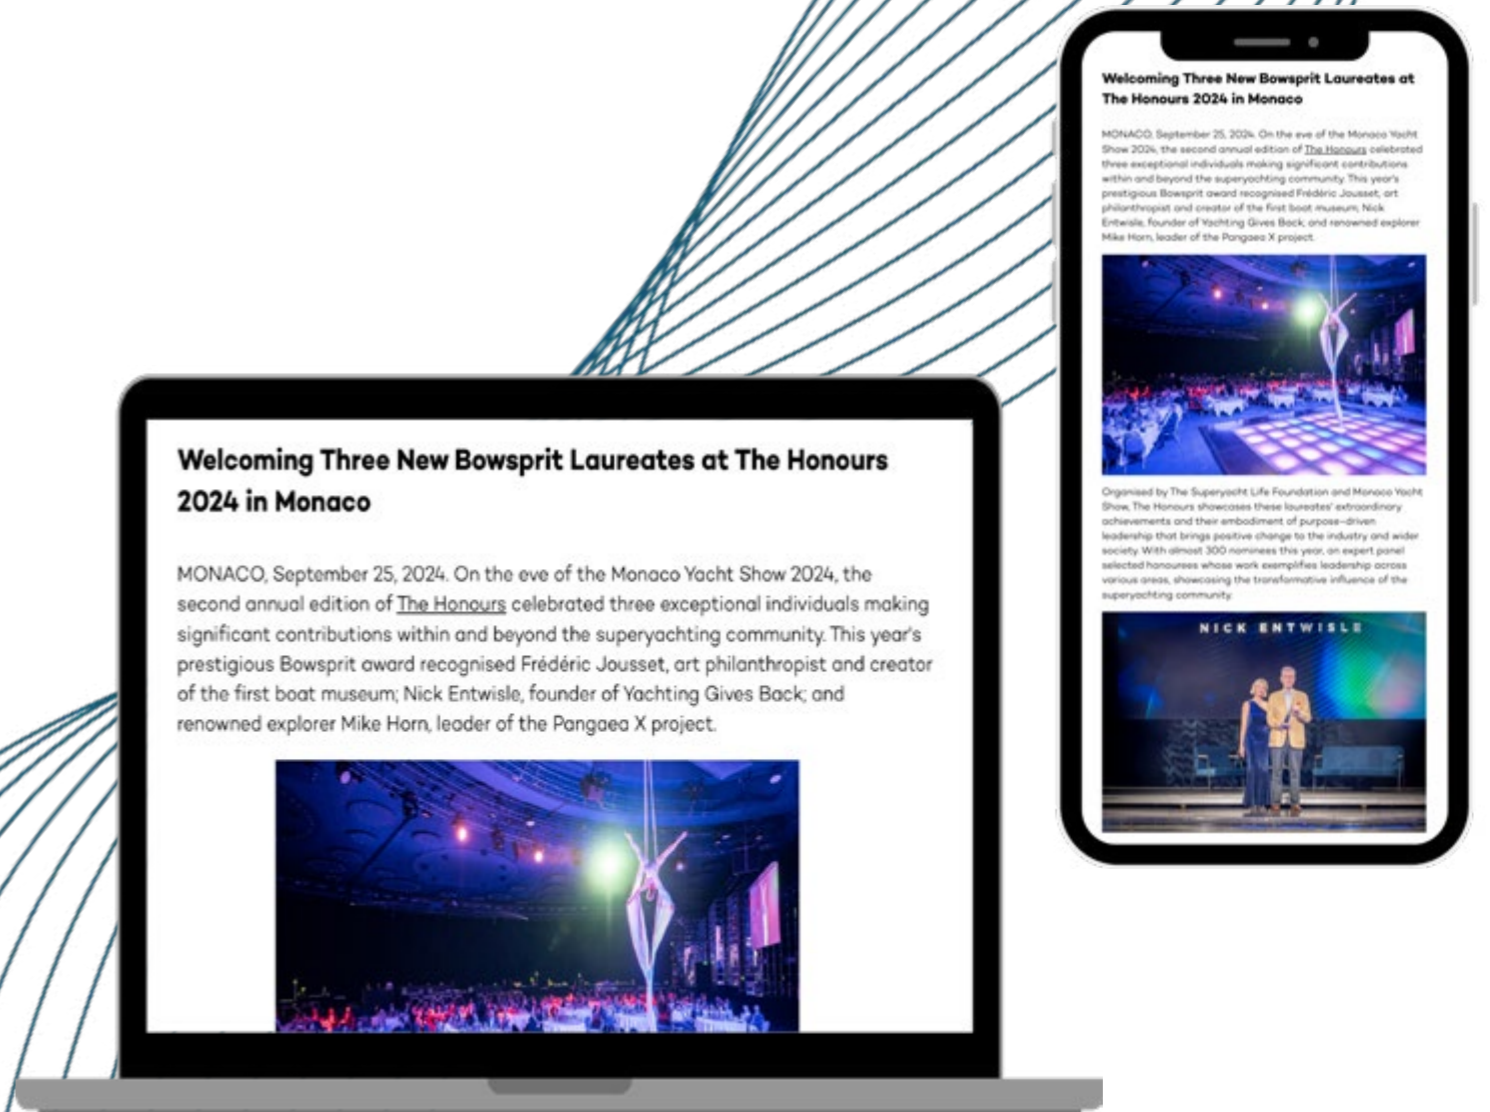 Welcoming Three New Bowsprit Laureates at The Honours
2024 in Monaco
MONACO, September 25, 2024. On the eve of the Monaco Yacht Show 2024, the
second annual edition of The Honours celebrated three exceptional individuals making
significant contributions within and beyond the superyachting community. This year's
prestigious Bowsprit award recognised Frédéric Jousset, art philanthropist and creator
of the first boat museum; Nick Entwisle, founder of Yachting Gives Back; and
renowned explorer Mike Horn, leader of the Pangaea X project.
Welcoming Three New Bowsprit Laureates at
The Honours 2024 in Monaco
MONACO, September 25, 2024. On the eve of the Monaco Yacht
Show 2024, the second annual edition of The Honours celebrated
three exceptional individuals making significant contributions
within and beyond the superyachting community. This year's
prestigious Bowsprit award recognised Frédéric Jousset, art
philanthropist and creator of the first boat museum; Nick
Entwisle, founder of Yachting Gives Back; and renowned explorer
Mike Horn, leader of the Pangaea X project.
Organised by The Superyacht Life Foundation and Monaco Yacht
Show, The Honours showcases these laureates' extraordinary
achievements and their embodiment of purpose-driven
leadership that brings positive change to the industry and wider
society. With almost 300 nominees this year, an expert panel
selected honourees whose work exemplifies leadership across
various areas, showcasing the transformative influence of the
superyachting community.
NICK ENTWISLE